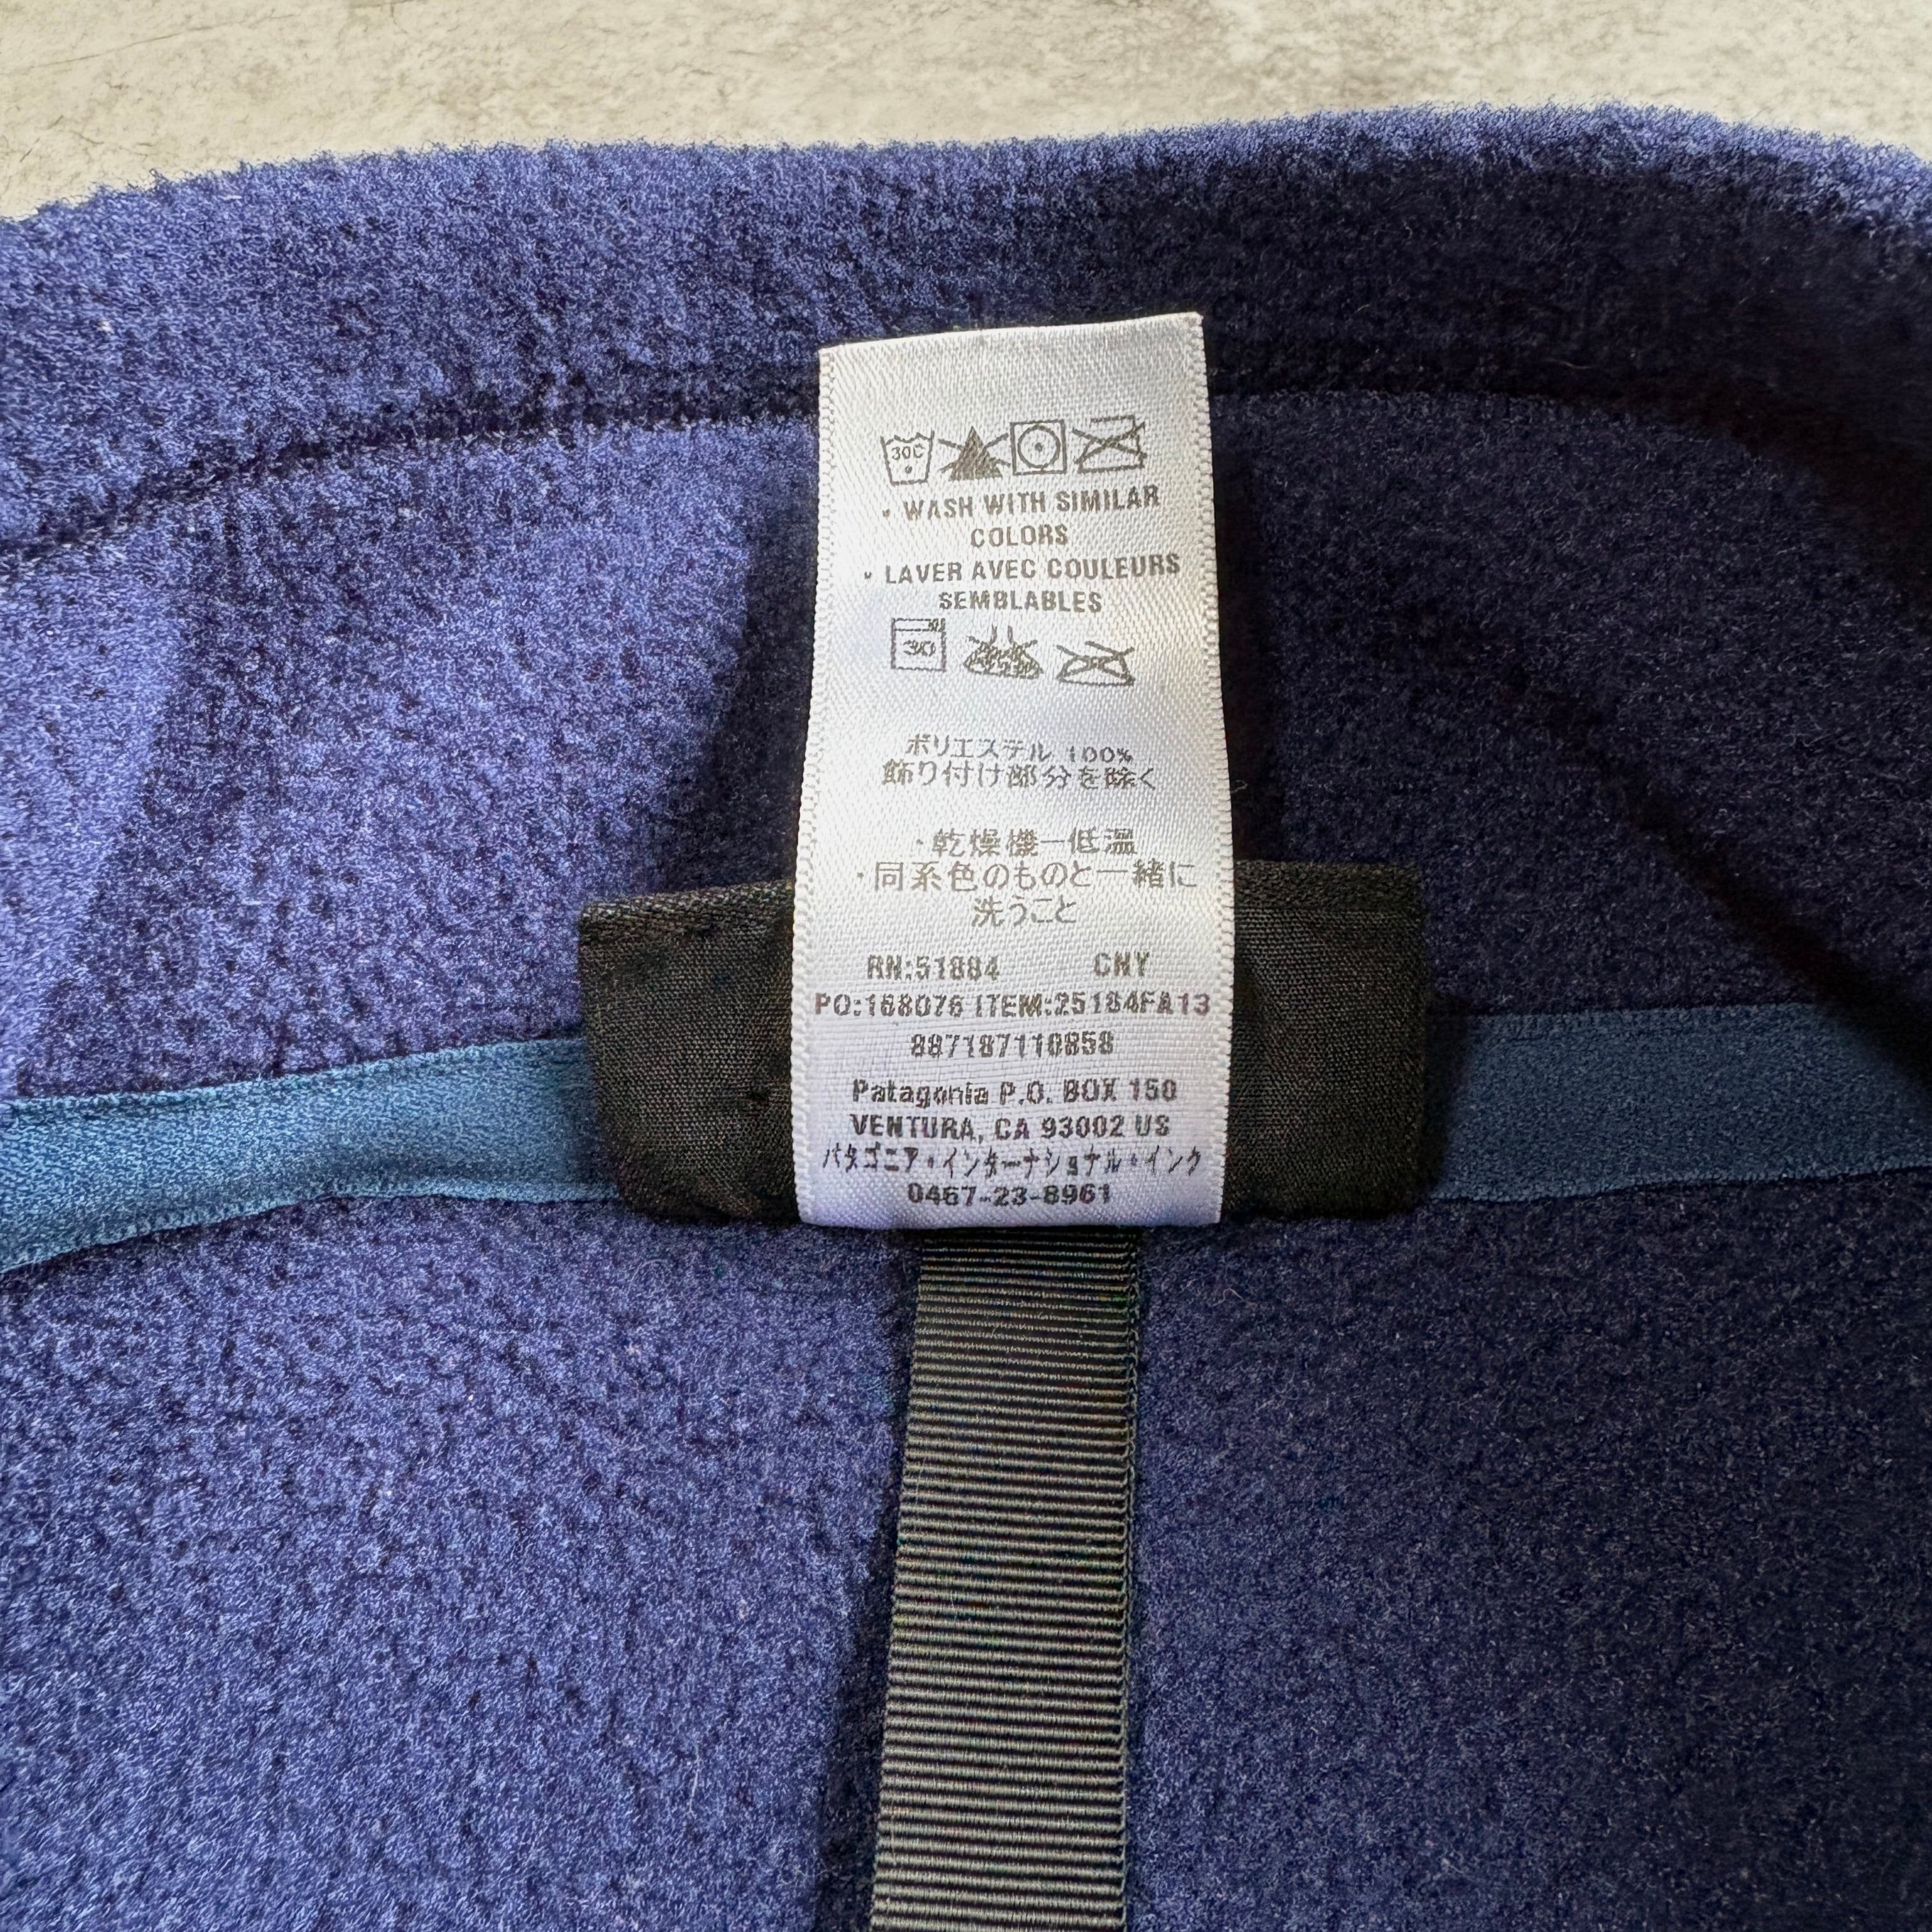 30C
• WASH WITH SIMILAR
COLORS
• LAVER AVEC COULEURS
SEMBLABLES
30
ポリエステル 100%
飾り付け部分を除く
・乾燥機ー低温
・同系色のものと一緒に
洗うこと
RN:51884 CNY
PO:168076 ITEM:25184FA13
887187110858
Patagonia P.O. BOX 150
VENTURA, CA 93002 US
パタゴニア・インターナショナル・インク
0467-23-8961